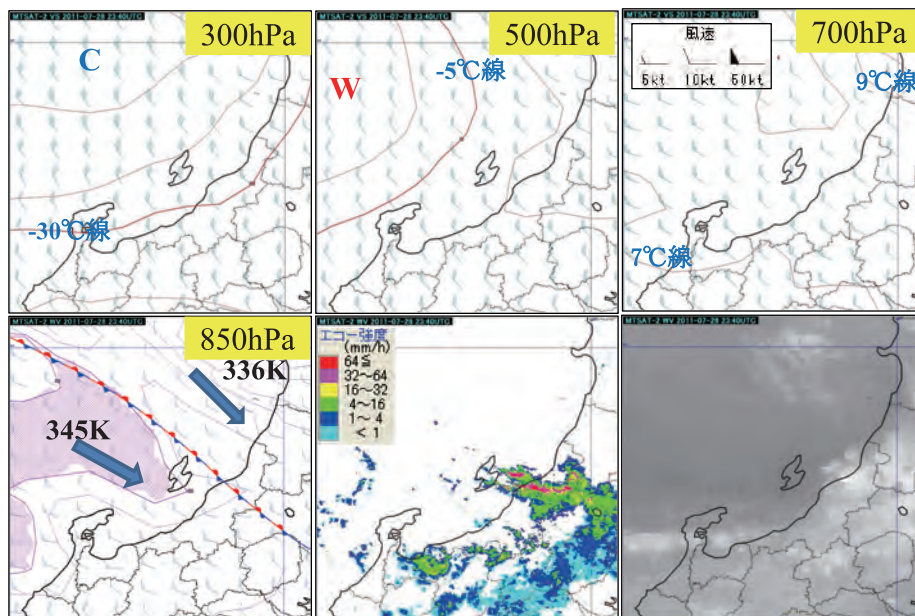 MTSAT-2 VS 2011-07-28 23:40UTC
300hPa
C
-30℃線
MTSAT-2 VS 2011-07-28 23:40UTC
500hPa
-5℃線
W
MTSAT-2 VS 2011-07-28 23:40UTC
700hPa
風速
5kt 10kt 50kt
9℃線
7℃線
MTSAT-2 WV 2011-07-28 23:40UTC
850hPa
336K
345K
MTSAT-2 WV 2011-07-28 23:40UTC
エコー強度
(mm/h)
64≦
32～64
16～32
4～16
1～4
<1
MTSAT-2 WV 2011-07-28 23:40UTC